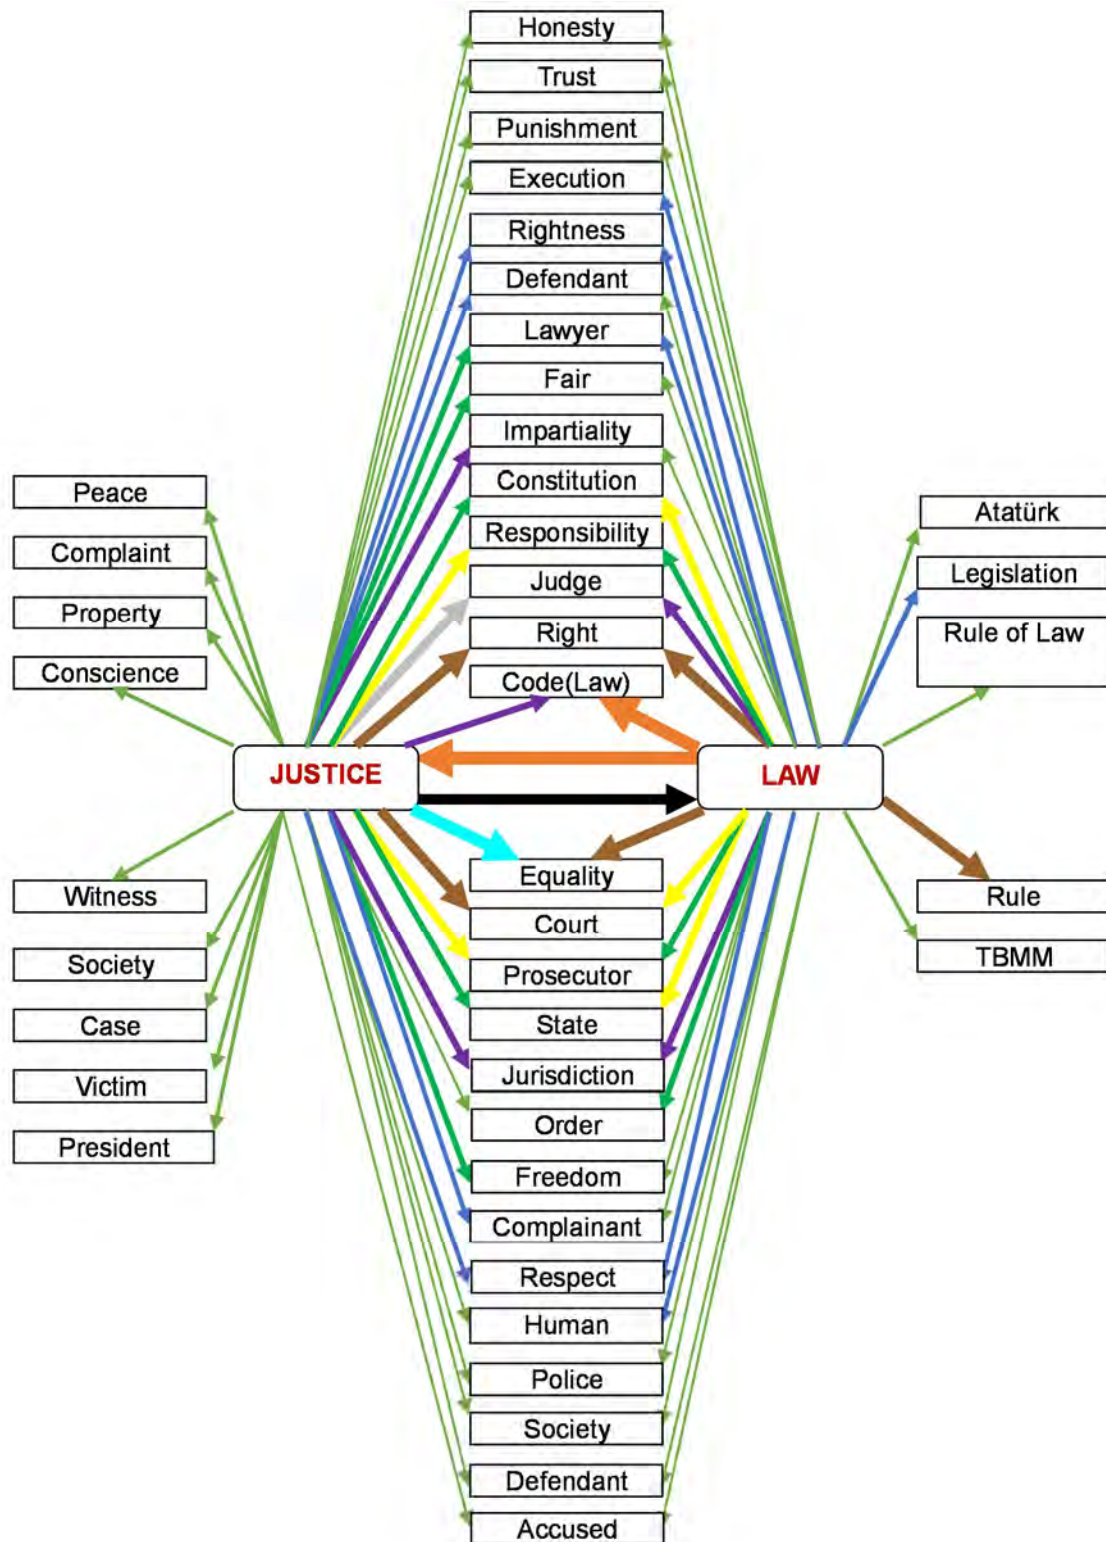 Honesty
Trust
Punishment
Execution
Rightness
Defendant
Lawyer
Fair
Impartiality
Constitution
Responsibility
Judge
Right
Code(Law)
Peace
Complaint
Property
Conscience
Atatürk
Legislation
Rule of Law
JUSTICE
LAW
Witness
Society
Case
Victim
President
Equality
Court
Prosecutor
State
Jurisdiction
Order
Freedom
Complainant
Respect
Human
Police
Society
Defendant
Accused
Rule
TBMM